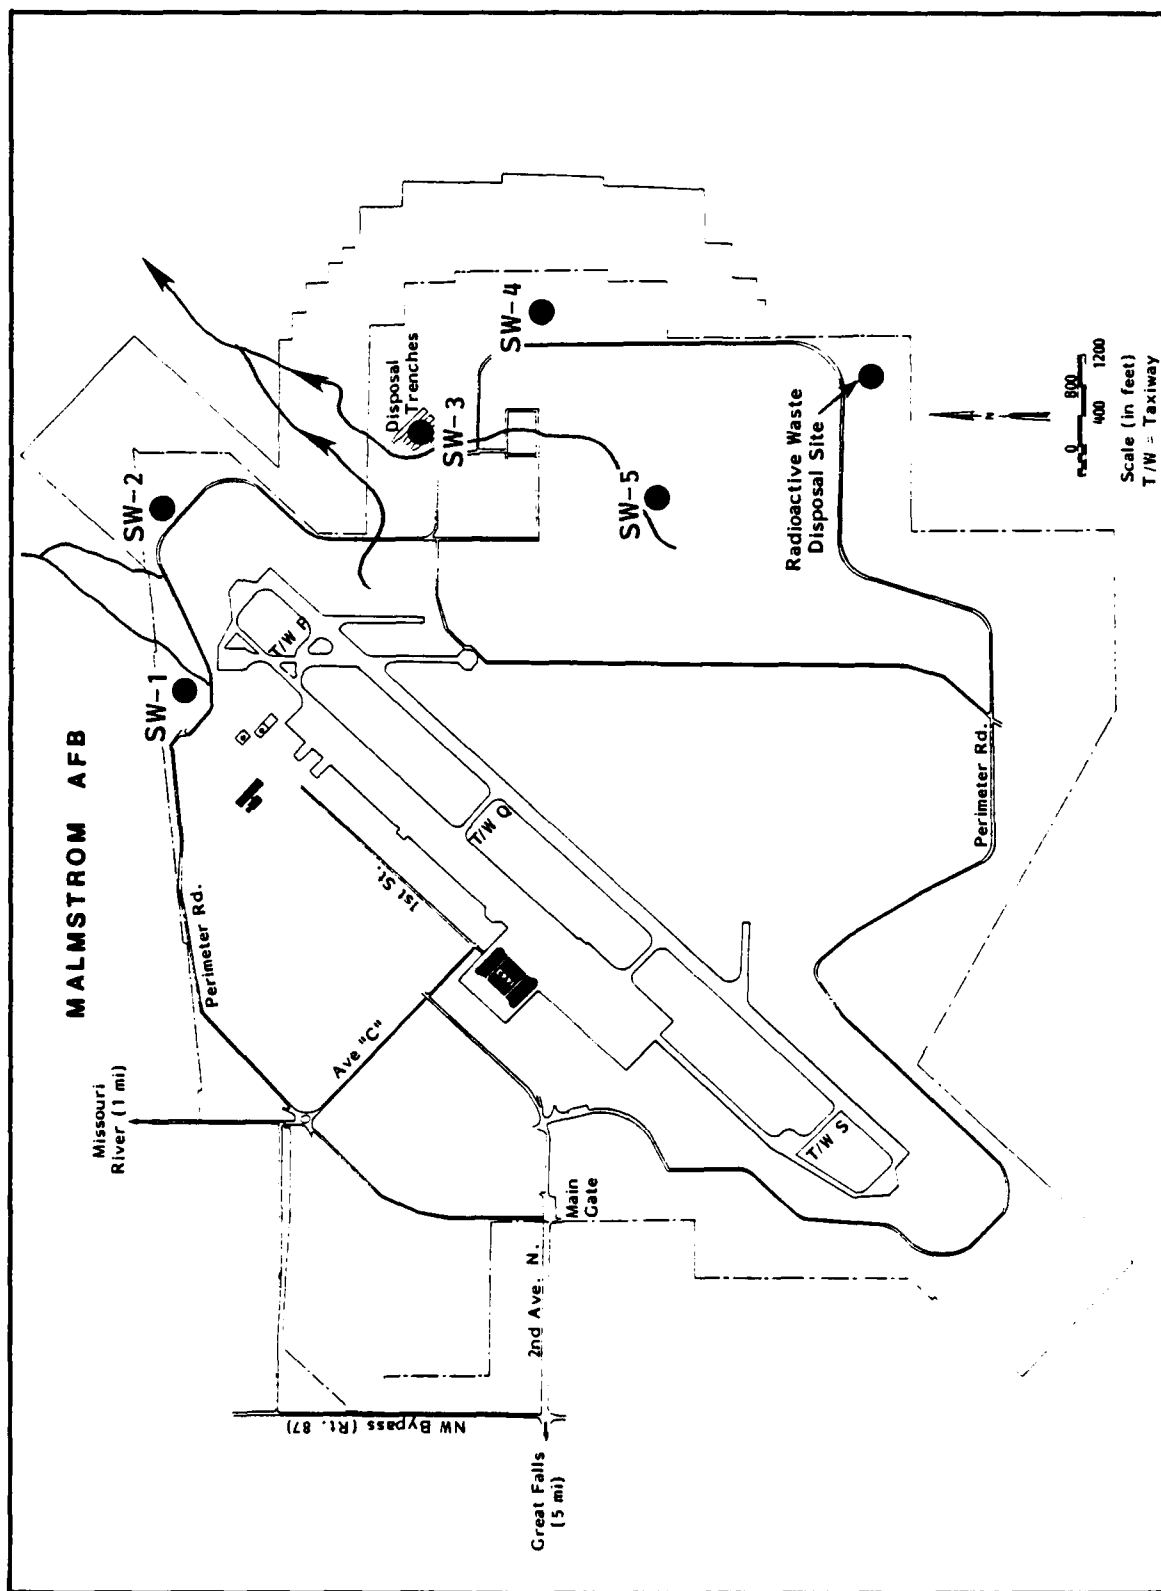 MALMSTROM AFB
Missouri
River (1 mi)
SW-1
SW-2
Perimeter Rd.
T/W P
Disposal
Trenches
SW-3
SW-4
1st St.
Ave "C"
T/W Q
SW-5
NW Bypass (Rt. 87)
2nd Ave. N.
Main
Gate
Great Falls
(5 mi)
Radioactive Waste
Disposal Site
T/W S
Perimeter Rd.
N
0 800
400 1200
Scale (in feet)
T/W = Taxiway